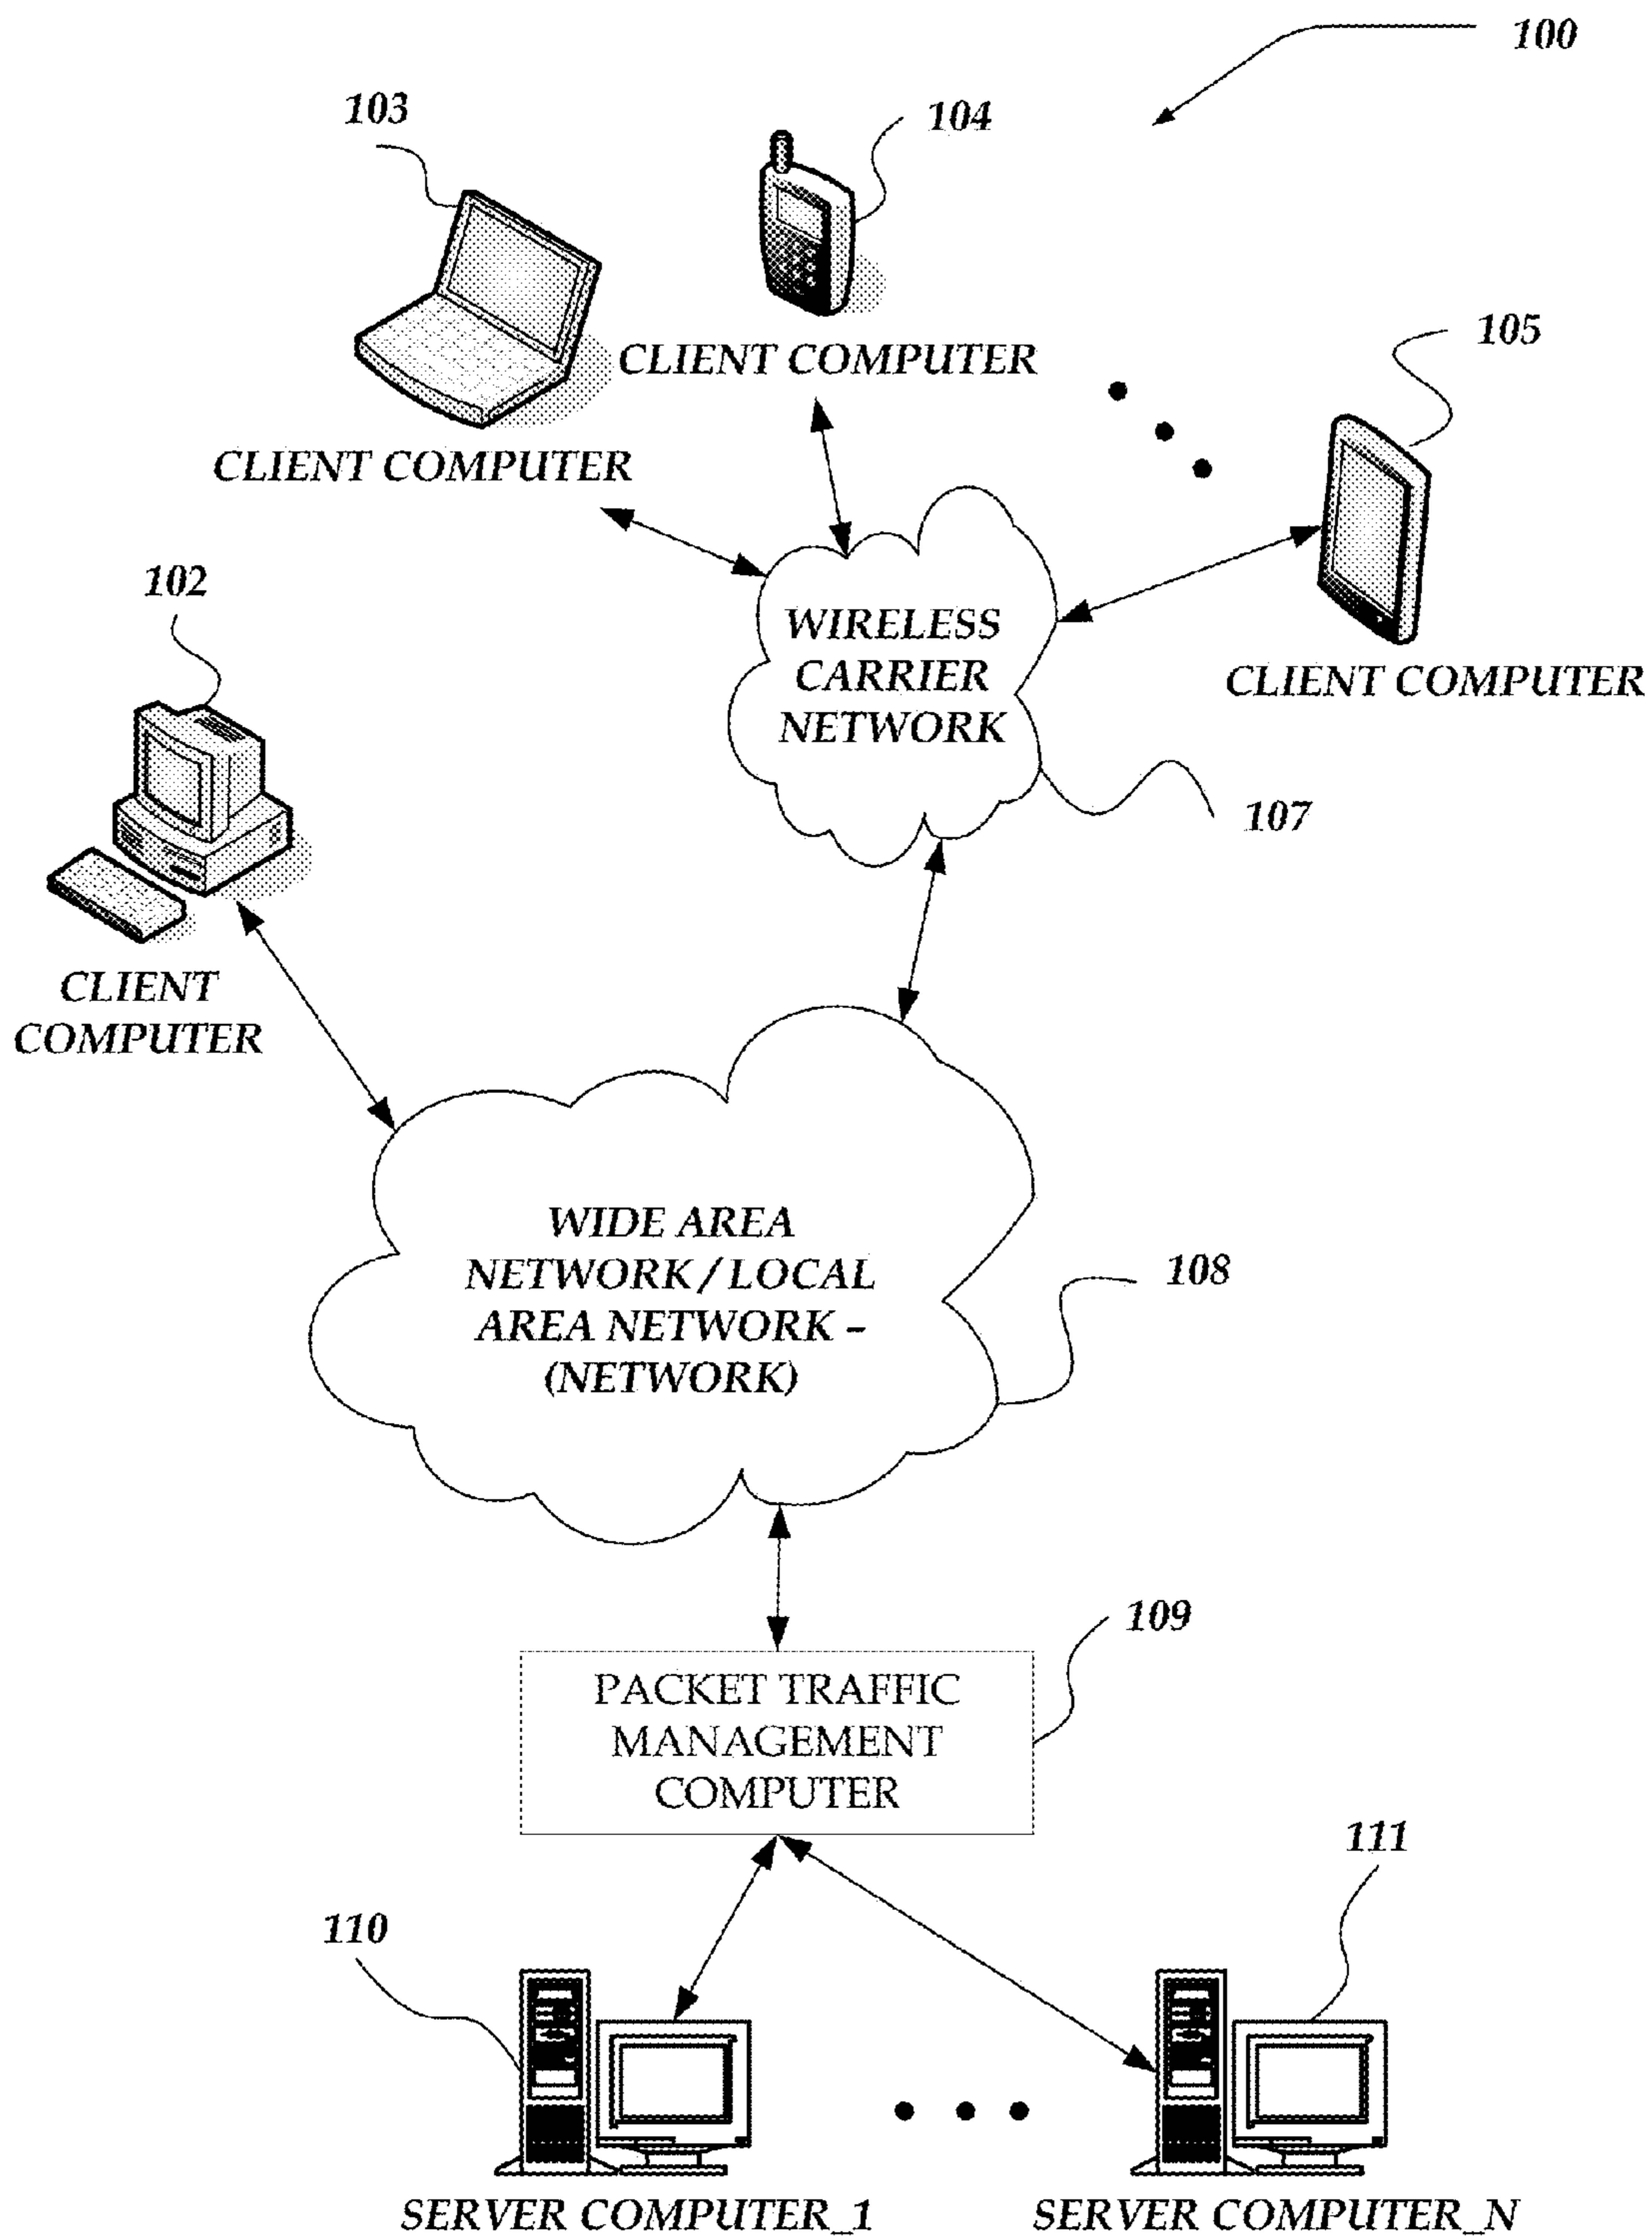 100
103
104
CLIENT COMPUTER
105
CLIENT COMPUTER
102
WIRELESS
CARRIER
NETWORK
CLIENT COMPUTER
107
CLIENT
COMPUTER
WIDE AREA
NETWORK / LOCAL
AREA NETWORK –
(NETWORK)
108
109
PACKET TRAFFIC
MANAGEMENT
COMPUTER
111
110
SERVER COMPUTER_1
SERVER COMPUTER_N